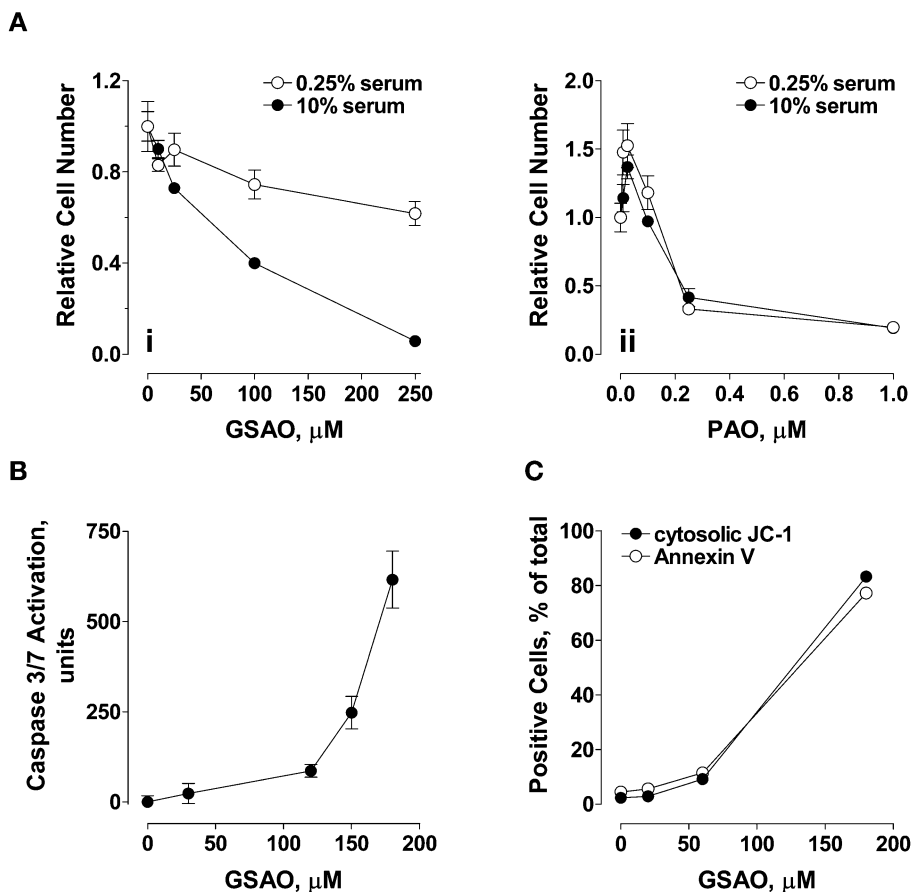 A
0.25% serum
10% serum
Relative Cell Number
1.2
0.8
0.4
0.0
i
0 50 100 150 200 250
GSAO, μM
0.25% serum
10% serum
Relative Cell Number
2.0
1.5
1.0
0.5
0.0
ii
0.0 0.2 0.4 0.6 0.8 1.0
PAO, μM
B
Caspase 3/7 Activation,
units
750
500
250
0
0 50 100 150 200
GSAO, μM
C
cytosolic JC-1
Annexin V
Positive Cells, % of total
100
80
60
40
20
0
0 50 100 150 200
GSAO, μM